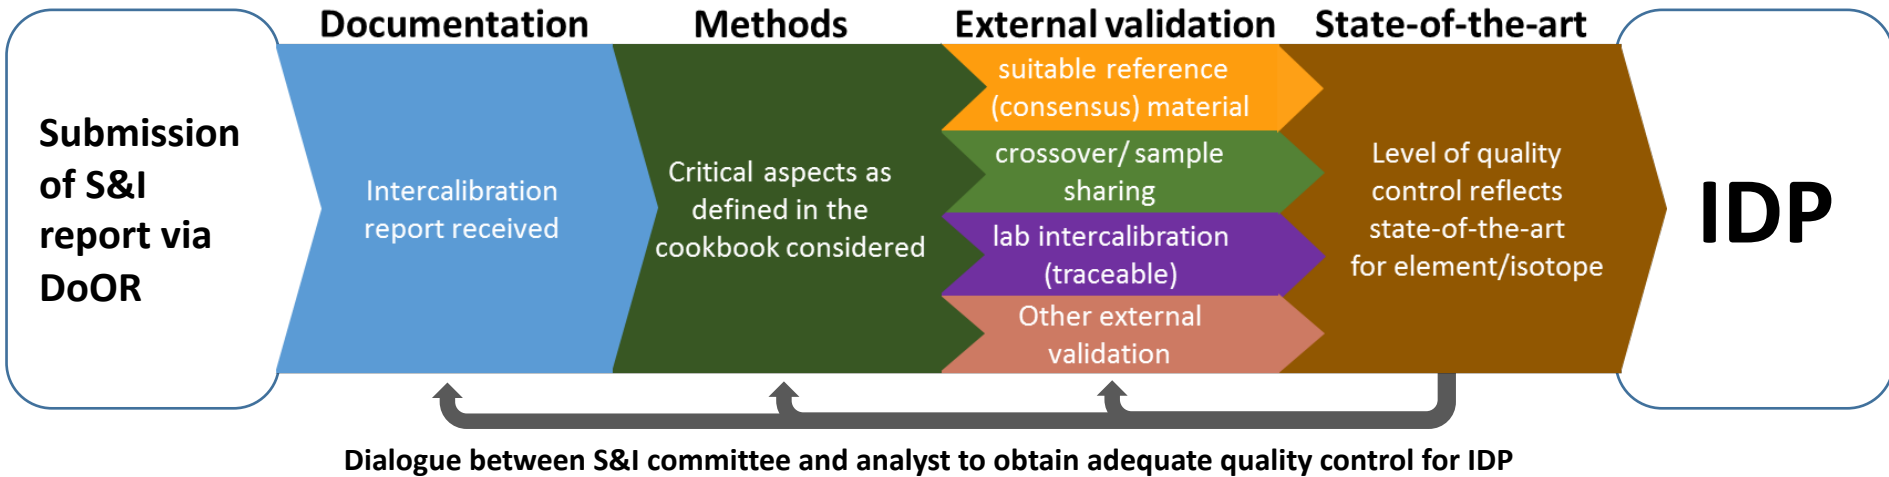 Documentation
Methods
External validation
State-of-the-art
Submission
of S&I
report via
DoOR
Intercalibration
report received
Critical aspects as
defined in the
cookbook considered
suitable reference
(consensus) material
crossover/ sample
sharing
lab intercalibration
(traceable)
Other external
validation
Level of quality
control reflects
state-of-the-art
for element/isotope
IDP
Dialogue between S&I committee and analyst to obtain adequate quality control for IDP